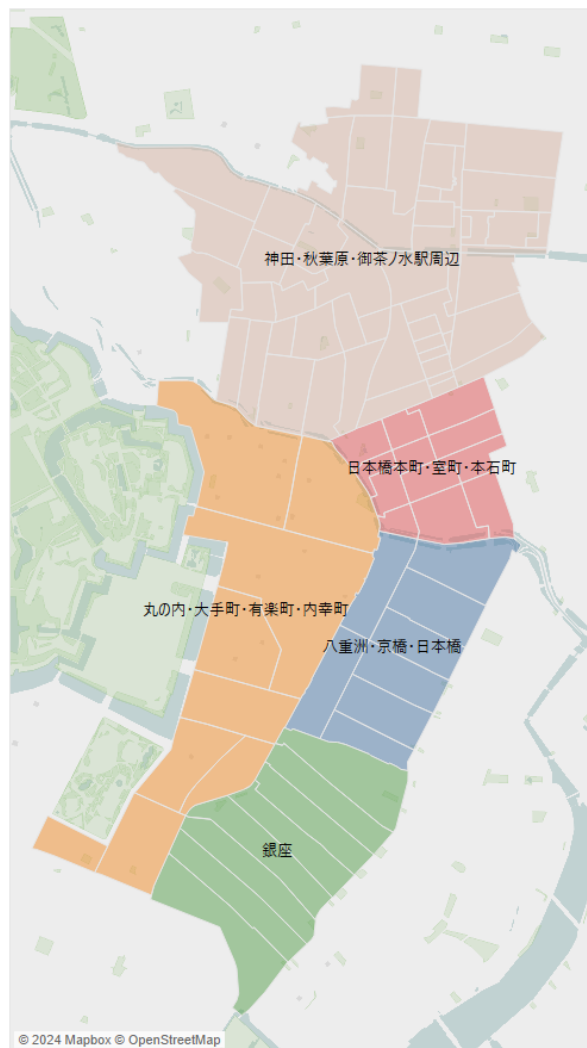 神田・秋葉原・御茶ノ水駅周辺
日本橋本町・室町・本石町
丸の内・大手町・有楽町・内幸町
八重洲・京橋・日本橋
銀座
© 2024 Mapbox © OpenStreetMap